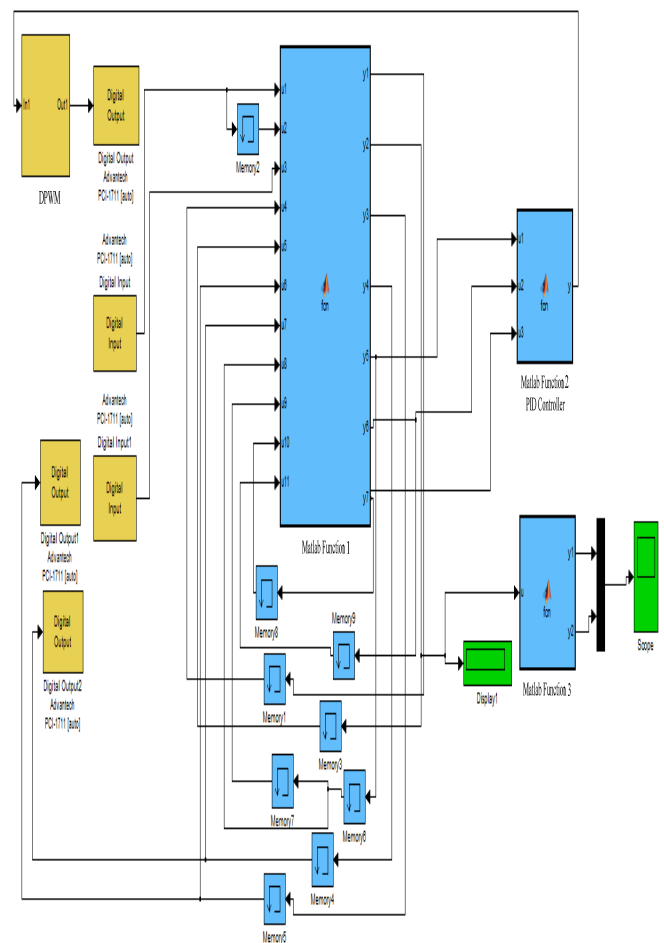 In1
Out1
DPWM
Digital
Output
Digital Output
Advantech
PCI-1711 [auto]
Advantech
PCI-1711 [auto]
Digital Input
Digital
Input
Advantech
PCI-1711 [auto]
Digital Input1
Digital
Input
Digital
Output
Digital Output1
Advantech
PCI-1711 [auto]
Digital
Output
Digital Output2
Advantech
PCI-1711 [auto]
Memory2
u1
u2
u3
u4
u5
u6
u7
u8
u9
u10
u11
fcn
y1
y2
y3
y4
y5
y6
y7
Matlab Function 1
u1
u2
u3
fcn
y
Matlab Function 2
PID Controller
Memory8
Memory9
Memory1
Memory3
Memory7
Memory6
Memory4
Memory5
Display1
u
fcn
y1
y2
Matlab Function 3
Scope